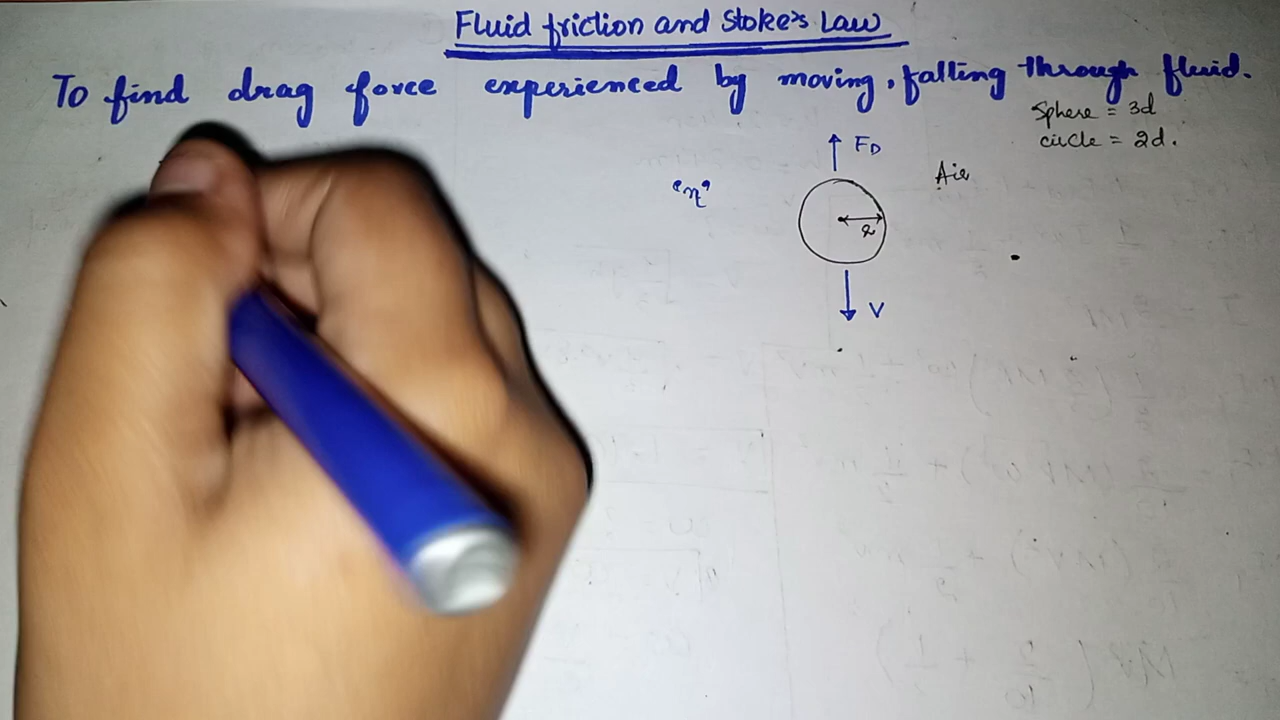 Fluid friction and Stoke's Law
To find drag force experienced by moving, falling through fluid.
Sphere = 3d
circle = 2d.
F_D
"η"
Air
r
V